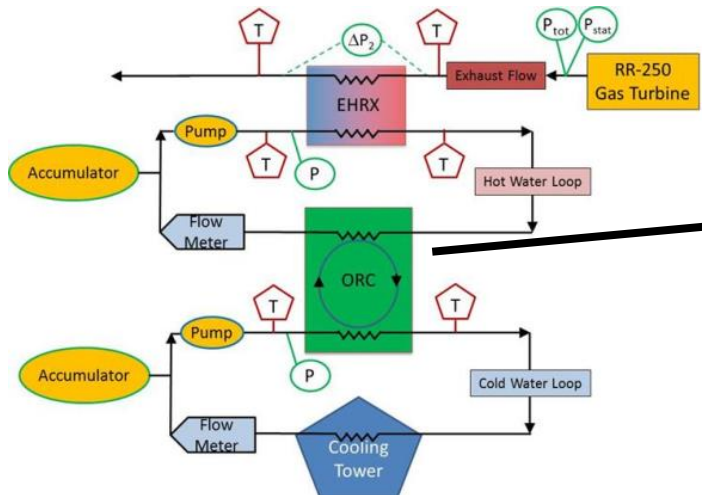 T
ΔP2
T
Ptot
Pstat
RR-250
Gas Turbine
Exhaust Flow
EHRX
Pump
T
P
T
Accumulator
Hot Water Loop
Flow
Meter
ORC
T
T
Pump
P
Accumulator
Cold Water Loop
Flow
Meter
Cooling
Tower